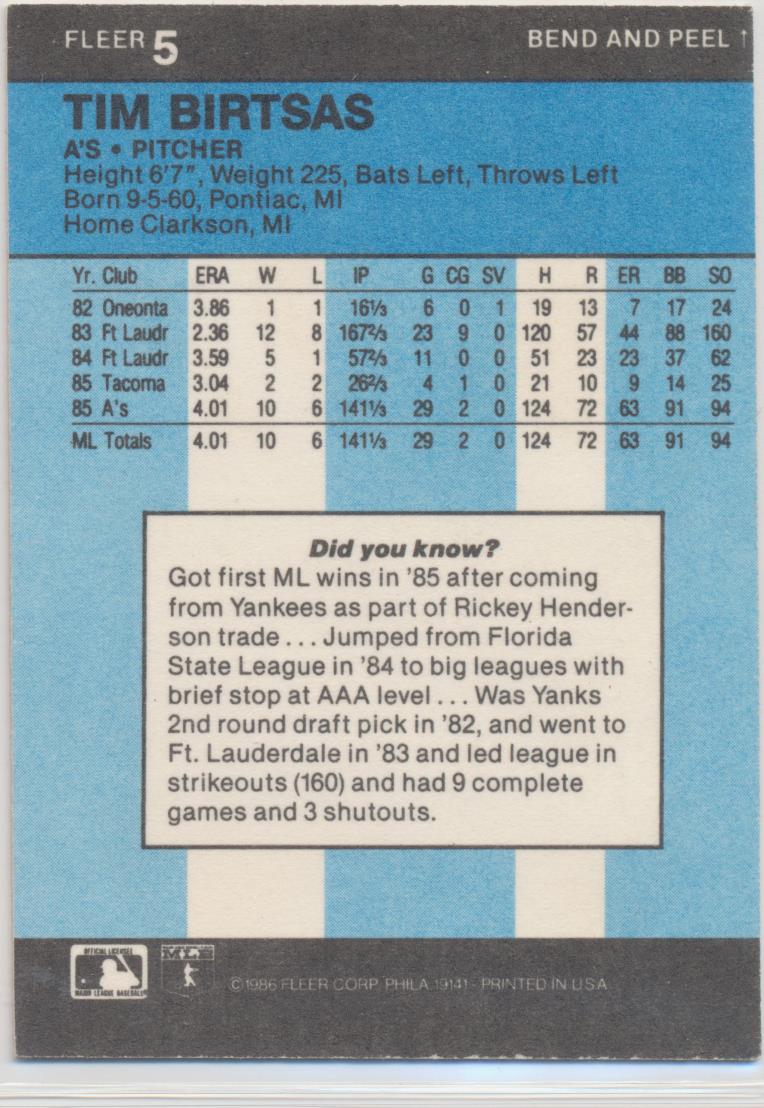 FLEER 5 BEND AND PEEL ↑
TIM BIRTSAS
A'S • PITCHER
Height 6'7", Weight 225, Bats Left, Throws Left
Born 9-5-60, Pontiac, MI
Home Clarkson, MI
Yr. Club ERA W L IP G CG SV H R ER BB SO
82 Oneonta 3.86 1 1 16⅓ 6 0 1 19 13 7 17 24
83 Ft Laudr 2.36 12 8 167⅔ 23 9 0 120 57 44 88 160
84 Ft Laudr 3.59 5 1 57⅔ 11 0 0 51 23 23 37 62
85 Tacoma 3.04 2 2 26⅔ 4 1 0 21 10 9 14 25
85 A's 4.01 10 6 141⅓ 29 2 0 124 72 63 91 94
ML Totals 4.01 10 6 141⅓ 29 2 0 124 72 63 91 94
Did you know?
Got first ML wins in '85 after coming
from Yankees as part of Rickey Hender-
son trade . . . Jumped from Florida
State League in '84 to big leagues with
brief stop at AAA level . . . Was Yanks
2nd round draft pick in '82, and went to
Ft. Lauderdale in '83 and led league in
strikeouts (160) and had 9 complete
games and 3 shutouts.
OFFICIAL LICENSEE
MAJOR LEAGUE BASEBALL
©1986 FLEER CORP. PHILA. 19141 - PRINTED IN U.S.A.